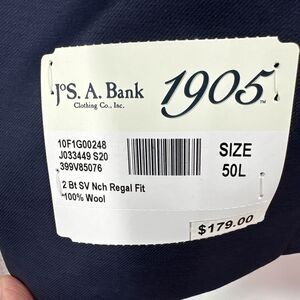 JoS. A. Bank
Clothing Co., Inc.
1905™
10F1G00248
J033449 S20
399V85076
SIZE
50L
2 Bt SV Nch Regal Fit
100% Wool
$179.00